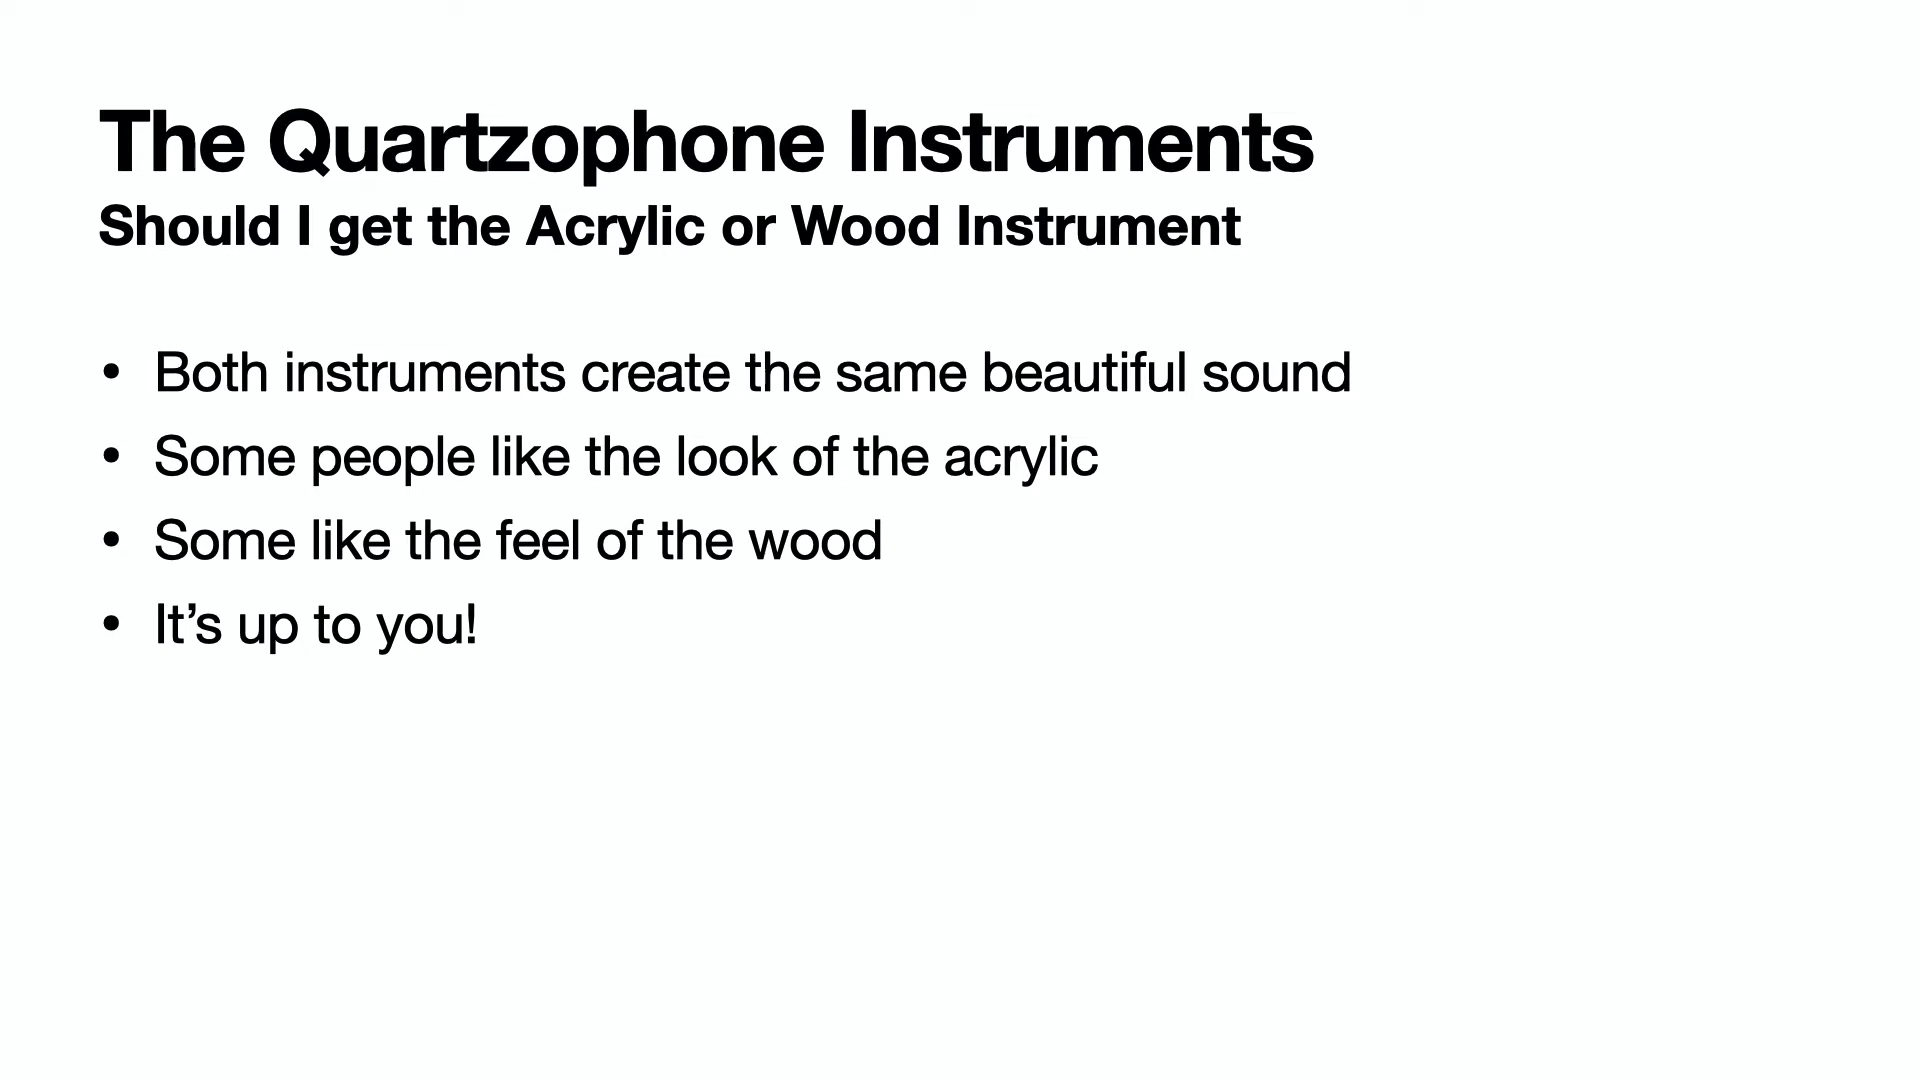 The Quartzophone Instruments
Should I get the Acrylic or Wood Instrument
• Both instruments create the same beautiful sound
• Some people like the look of the acrylic
• Some like the feel of the wood
• It’s up to you!